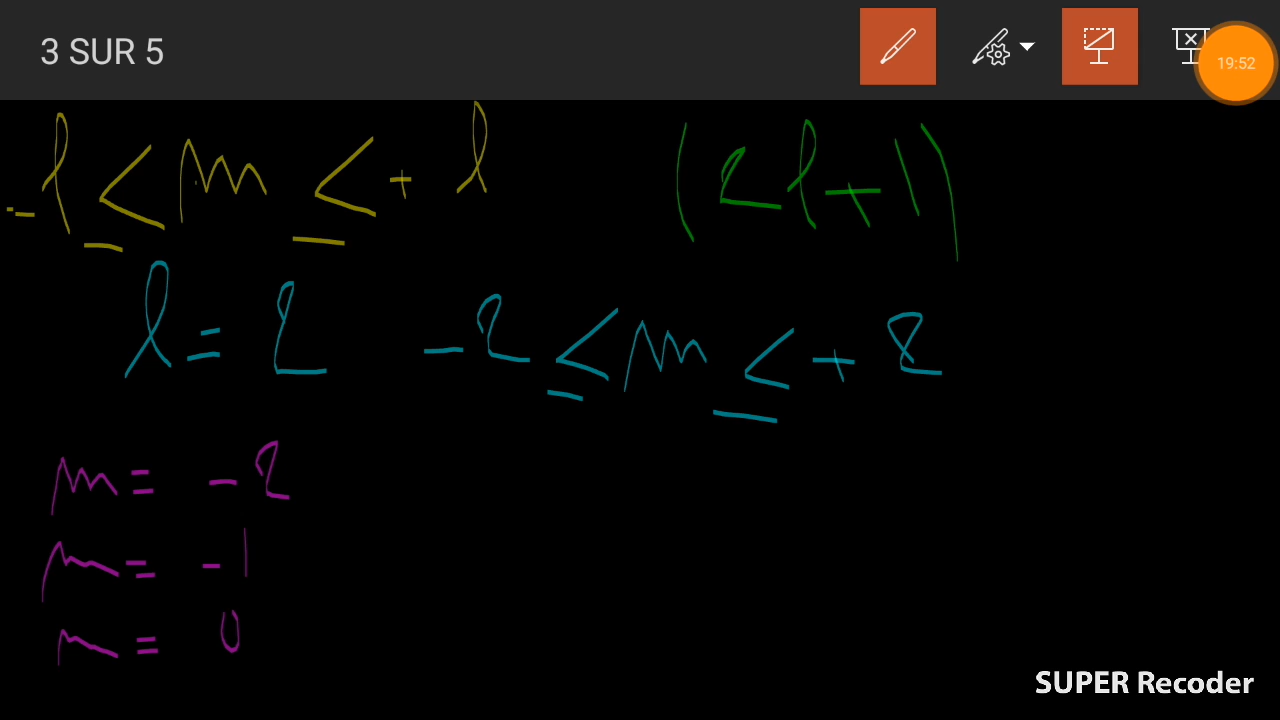 3 SUR 5
19:52
-l ≤ m ≤ +l (2l+1)
l = 2 -2 ≤ m ≤ +2
m = -2
m = -1
m = 0
SUPER Recoder